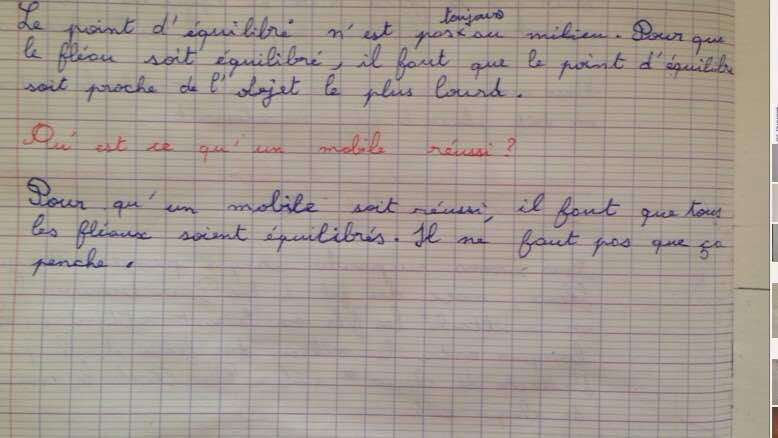 toujours
Le point d'équilibre n'est pas au milieu. Pour que
le fléau soit équilibré, il faut que le point d'équilibre
soit proche de l'objet le plus lourd.
Qu'est ce qu'un mobile réussi ?
Pour qu'un mobile soit réussi, il faut que tous
les fléaux soient équilibrés. Il ne faut pas que ça
penche.